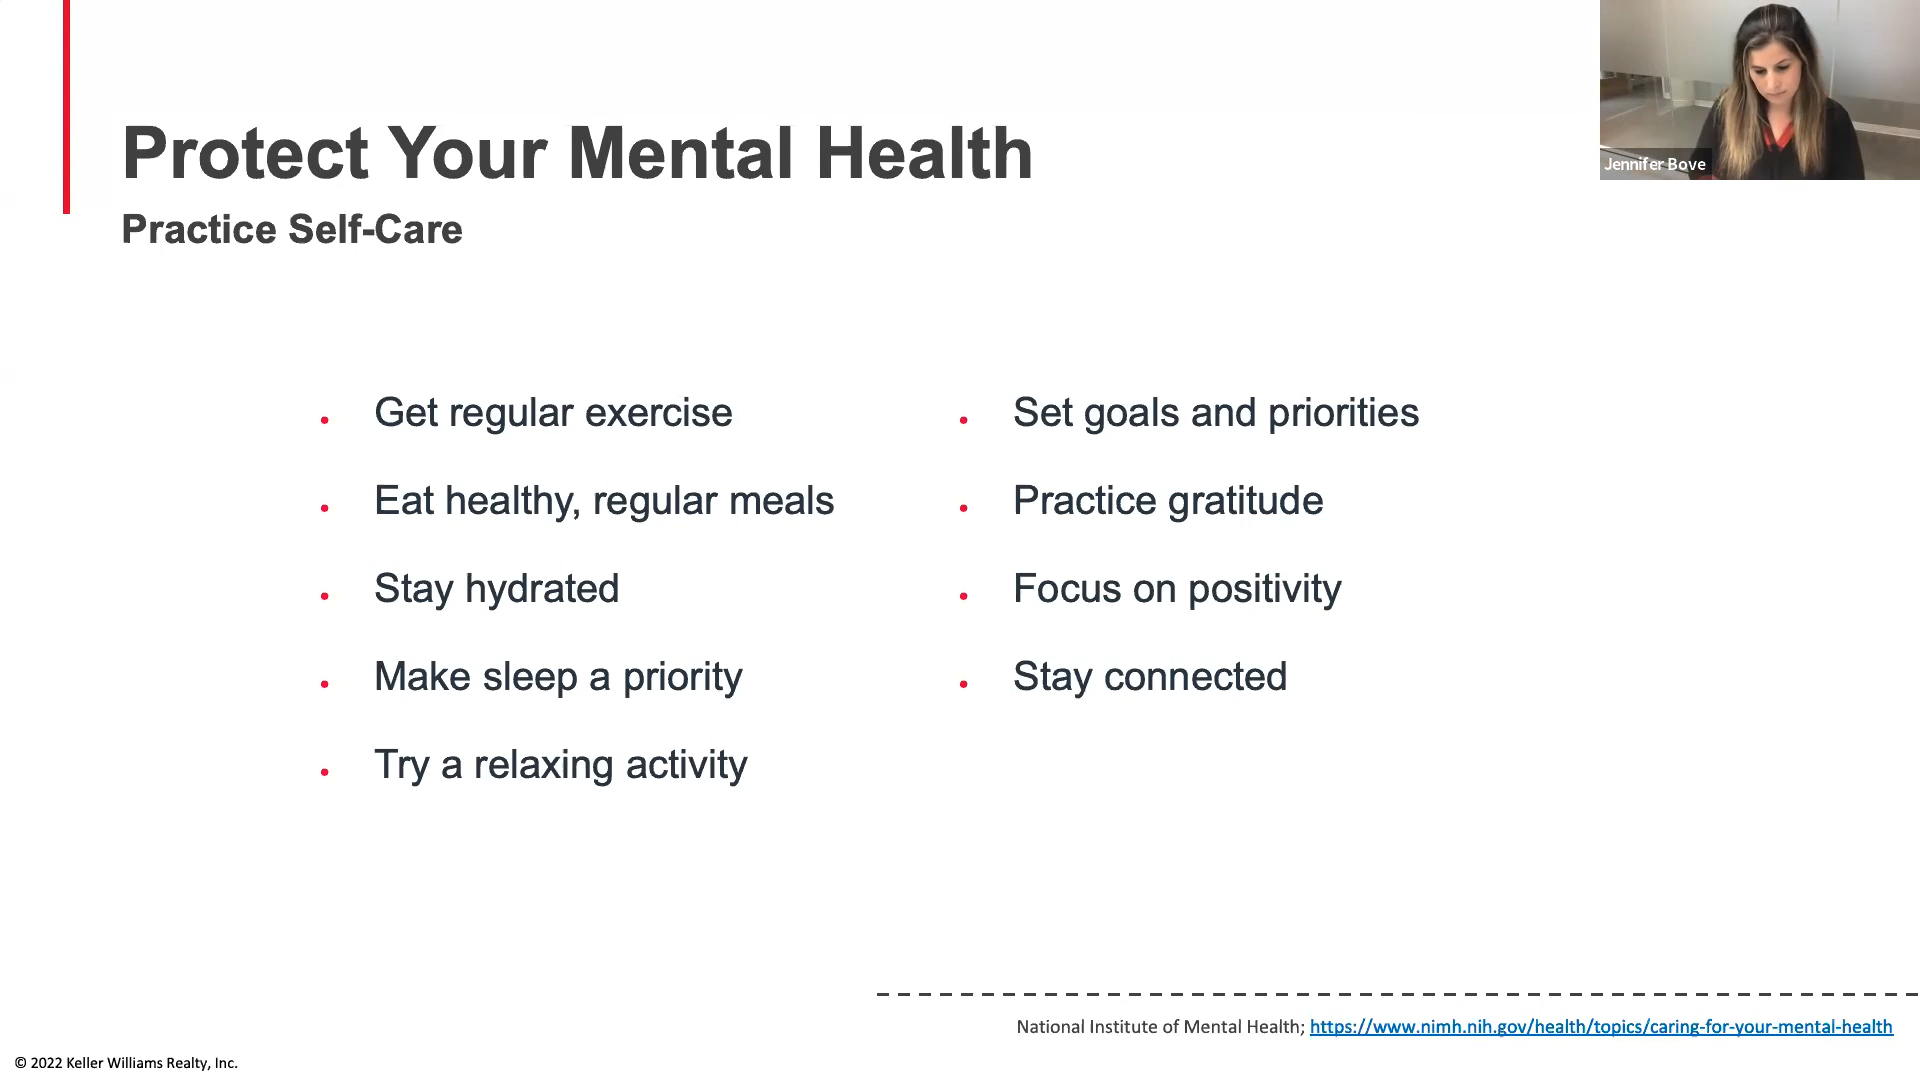 Protect Your Mental Health
Practice Self-Care
Get regular exercise
Eat healthy, regular meals
Stay hydrated
Make sleep a priority
Try a relaxing activity
Set goals and priorities
Practice gratitude
Focus on positivity
Stay connected
Jennifer Bove
National Institute of Mental Health; https://www.nimh.nih.gov/health/topics/caring-for-your-mental-health
© 2022 Keller Williams Realty, Inc.